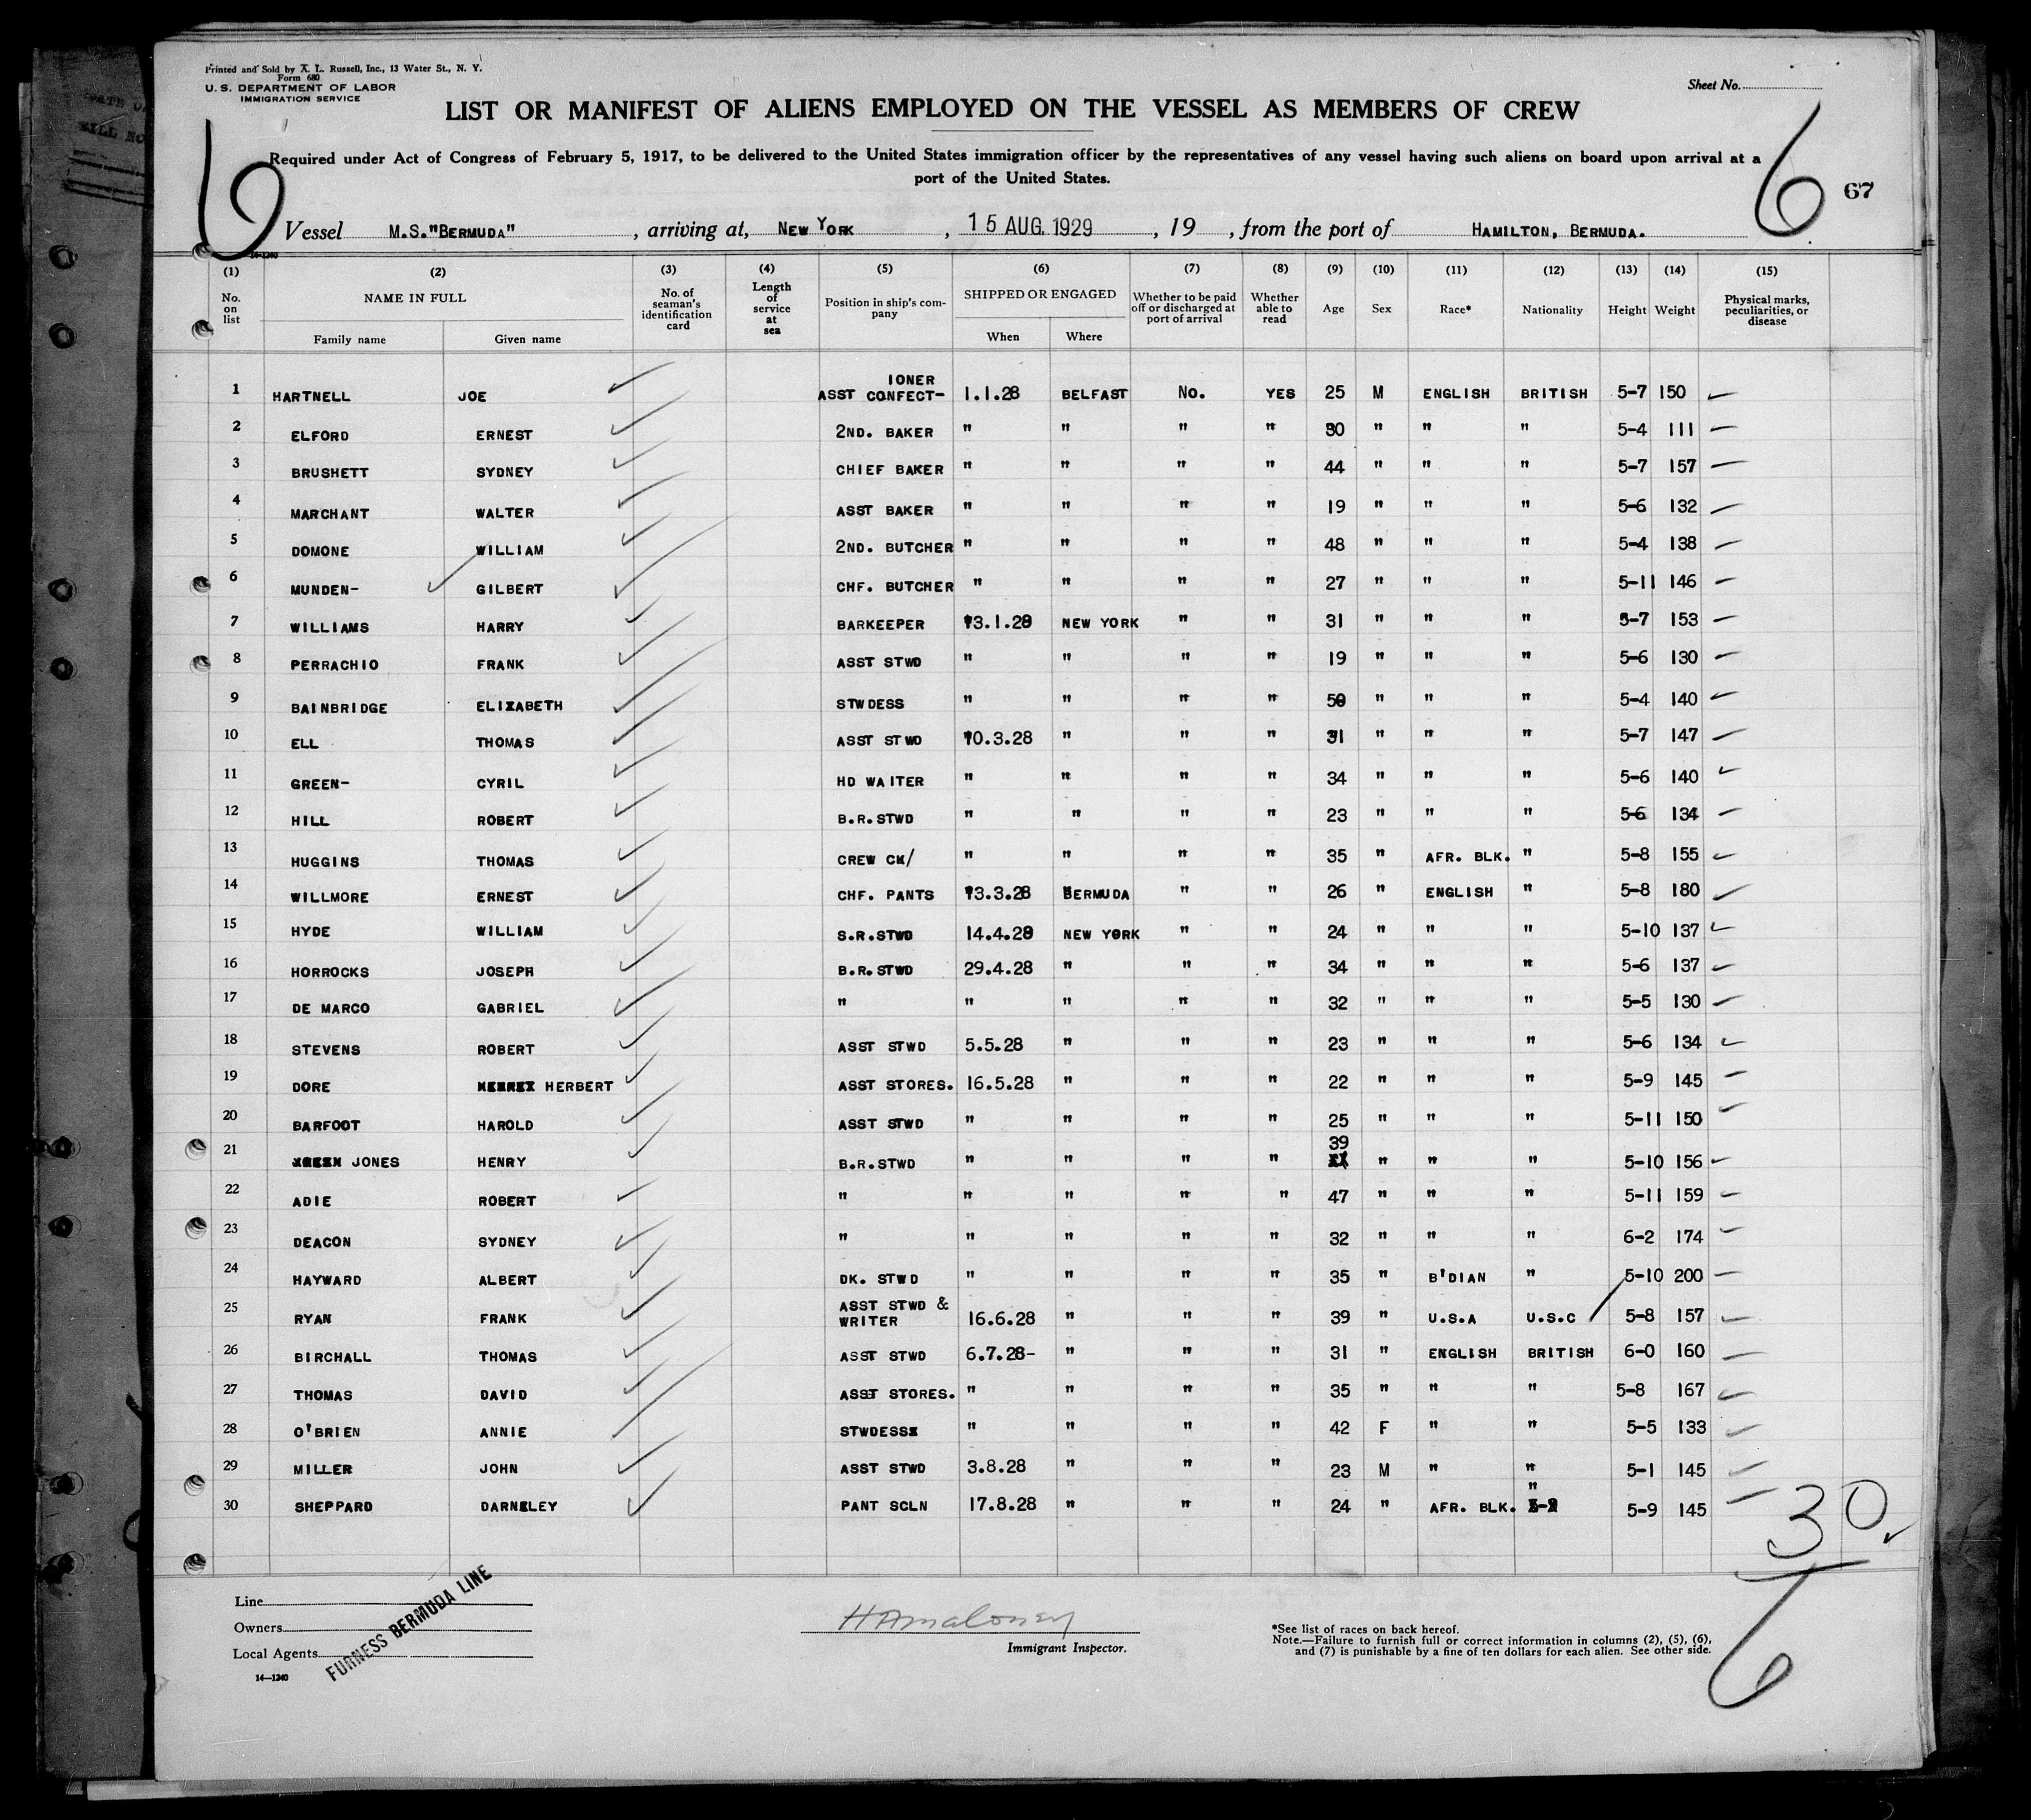 Printed and Sold by A. L. Russell, Inc., 13 Water St., N. Y.
Form 680
U. S. DEPARTMENT OF LABOR
IMMIGRATION SERVICE
Sheet No.
LIST OR MANIFEST OF ALIENS EMPLOYED ON THE VESSEL AS MEMBERS OF CREW
Required under Act of Congress of February 5, 1917, to be delivered to the United States immigration officer by the representatives of any vessel having such aliens on board upon arrival at a
port of the United States.
6 6 67
Vessel M.S."BERMUDA" , arriving at, NEW YORK , 15 AUG. 1929 , 19 , from the port of HAMILTON, BERMUDA.
14-1240
(1) (2) (3) (4) (5) (6) (7) (8) (9) (10) (11) (12) (13) (14) (15)
No. on list NAME IN FULL Family name Given name No. of seaman's identification card Length of service at sea Position in ship's company SHIPPED OR ENGAGED When Where Whether to be paid off or discharged at port of arrival Whether able to read Age Sex Race* Nationality Height Weight Physical marks, peculiarities, or disease
1 HARTNELL JOE ASST CONFECT-IONER 1.1.28 BELFAST No. YES 25 M ENGLISH BRITISH 5-7 150
2 ELFORD ERNEST 2ND. BAKER " " " " 30 " " " 5-4 111
3 BRUSHETT SYDNEY CHIEF BAKER " " " " 44 " " " 5-7 157
4 MARCHANT WALTER ASST BAKER " " " " 19 " " " 5-6 132
5 DOMONE WILLIAM 2ND. BUTCHER " " " " 48 " " " 5-4 138
6 MUNDEN- GILBERT CHF. BUTCHER " " " " 27 " " " 5-11 146
7 WILLIAMS HARRY BARKEEPER 13.1.28 NEW YORK " " 31 " " " 5-7 153
8 PERRACHIO FRANK ASST STWD " " " " 19 " " " 5-6 130
9 BAINBRIDGE ELIZABETH STWDESS " " " " 50 " " " 5-4 140
10 ELL THOMAS ASST STWD 10.3.28 " " " 31 " " " 5-7 147
11 GREEN- CYRIL HD WAITER " " " " 34 " " " 5-6 140
12 HILL ROBERT B.R.STWD " " " " 23 " " " 5-6 134
13 HUGGINS THOMAS CREW CK/ " " " " 35 " AFR. BLK. " 5-8 155
14 WILLMORE ERNEST CHF. PANTS 13.3.28 BERMUDA " " 26 " ENGLISH " 5-8 180
15 HYDE WILLIAM S.R.STWD 14.4.28 NEW YORK " " 24 " " " 5-10 137
16 HORROCKS JOSEPH B.R.STWD 29.4.28 " " " 34 " " " 5-6 137
17 DE MARCO GABRIEL " " " " " 32 " " " 5-5 130
18 STEVENS ROBERT ASST STWD 5.5.28 " " " 23 " " " 5-6 134
19 DORE HERBERT ASST STORES. 16.5.28 " " " 22 " " " 5-9 145
20 BARFOOT HAROLD ASST STWD " " " " 25 " " " 5-11 150
21 JONES HENRY B.R.STWD " " " " 39 " " " 5-10 156
22 ADIE ROBERT " " " " " 47 " " " 5-11 159
23 DEACON SYDNEY " " " " " 32 " " " 6-2 174
24 HAYWARD ALBERT DK. STWD " " " " 35 " B'DIAN " 5-10 200
25 RYAN FRANK ASST STWD & WRITER 16.6.28 " " " 39 " U.S.A U.S.C 5-8 157
26 BIRCHALL THOMAS ASST STWD 6.7.28- " " " 31 " ENGLISH BRITISH 6-0 160
27 THOMAS DAVID ASST STORES. " " " " 35 " " " 5-8 167
28 O'BRIEN ANNIE STWDESS " " " " 42 F " " 5-5 133
29 MILLER JOHN ASST STWD 3.8.28 " " " 23 M " " 5-1 145
30 SHEPPARD DARNLEY PANT SCLN 17.8.28 " " " 24 " AFR. BLK. " 5-9 145
30
6
Line
Owners
Local Agents
FURNESS BERMUDA LINE
14—1240
H A Maloney
Immigrant Inspector.
*See list of races on back hereof.
Note.—Failure to furnish full or correct information in columns (2), (5), (6),
and (7) is punishable by a fine of ten dollars for each alien. See other side.